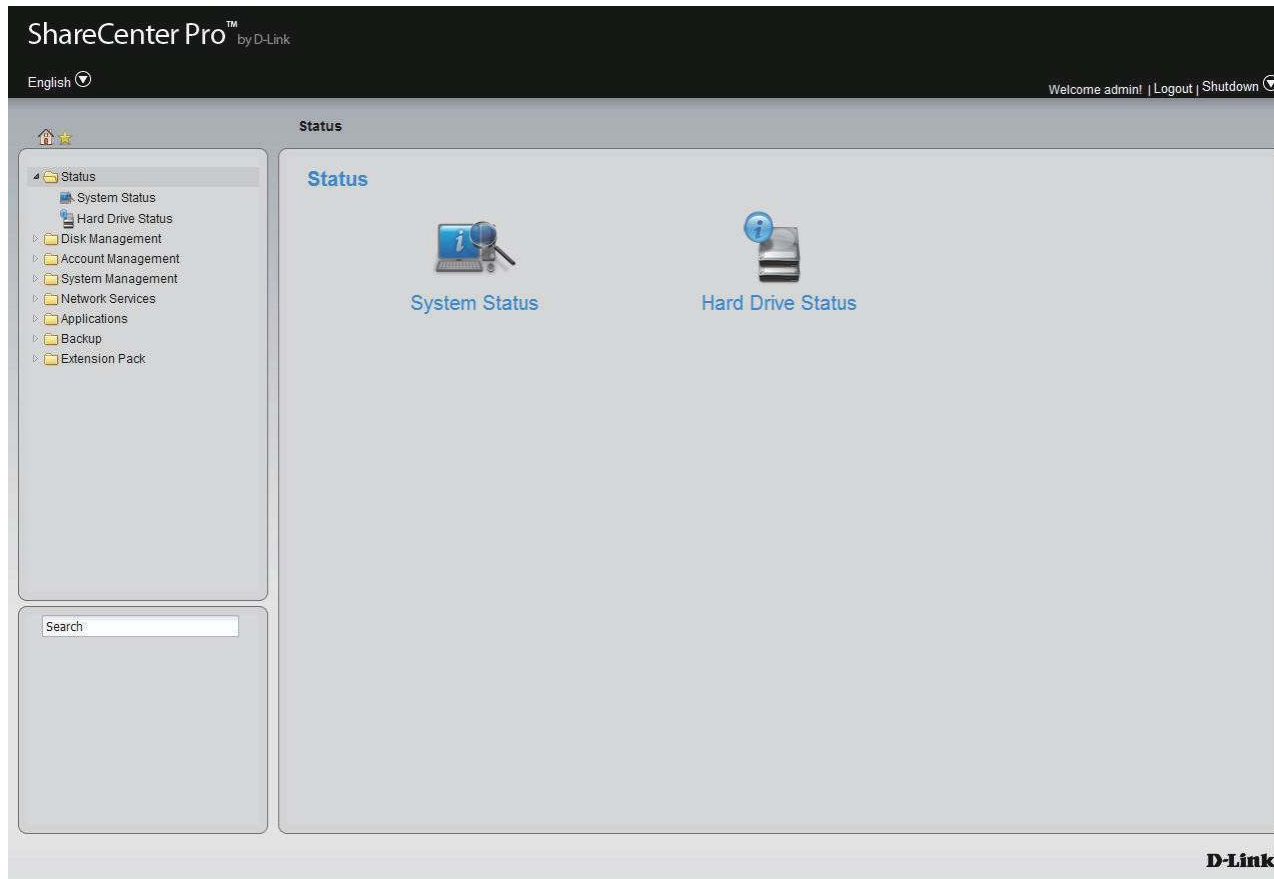 ShareCenter Pro™ by D-Link
English
Welcome admin! | Logout | Shutdown
Status
Status
System Status
Hard Drive Status
Disk Management
Account Management
System Management
Network Services
Applications
Backup
Extension Pack
Search
Status
System Status
Hard Drive Status
D-Link